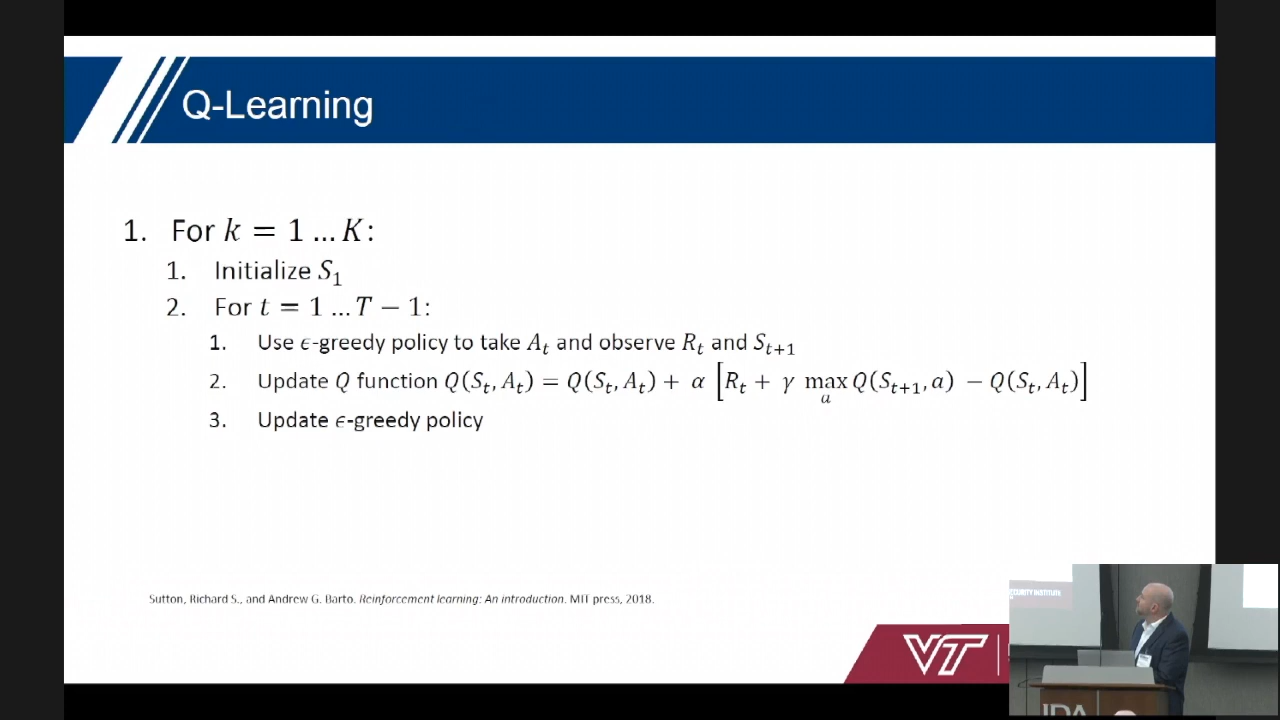 Q-Learning
1. For k = 1 … K:
1. Initialize S₁
2. For t = 1 … T − 1:
1. Use ϵ-greedy policy to take Aₜ and observe Rₜ and Sₜ₊₁
2. Update Q function Q(Sₜ, Aₜ) = Q(Sₜ, Aₜ) + α [Rₜ + γ max_a Q(Sₜ₊₁, a) − Q(Sₜ, Aₜ)]
3. Update ϵ-greedy policy
Sutton, Richard S., and Andrew G. Barto. Reinforcement learning: An introduction. MIT press, 2018.
VT
INSTITUTE
IDA